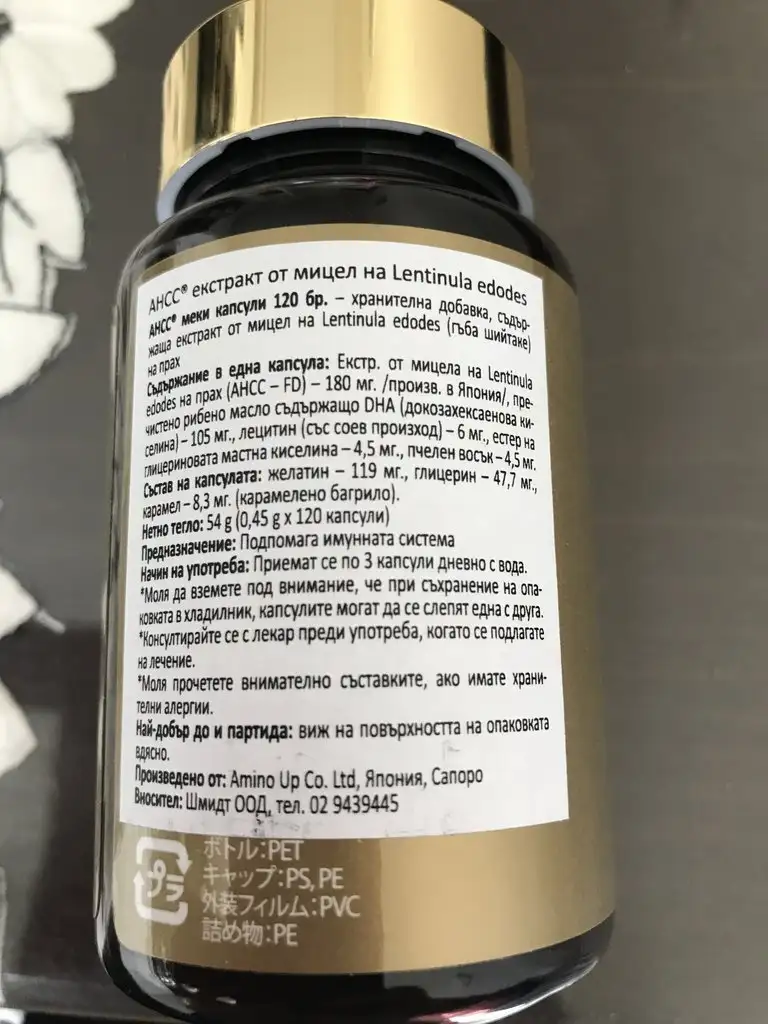 АНСС® екстракт от мицел на Lentinula edodes
АНСС® меки капсули 120 бр. – хранителна добавка, съдър-
жаща екстракт от мицел на Lentinula edodes (гъба шийтаке)
на прах
Съдържание в една капсула: Екстр. от мицела на Lentinula
edodes на прах (АНСС – FD) – 180 мг. /произв. в Япония/, пре-
чистено рибено масло съдържащо DHA (докозахексаенова ки-
селина) – 105 мг., лецитин (със соев произход) – 6 мг., естер на
глицериновата мастна киселина – 4,5 мг., пчелен восък – 4,5 мг.
Състав на капсулата: желатин – 119 мг., глицерин – 47,7 мг.,
карамел – 8,3 мг. (карамелено багрило).
Нетно тегло: 54 g (0,45 g x 120 капсули)
Предназначение: Подпомага имунната система
Начин на употреба: Приемат се по 3 капсули дневно с вода.
*Моля да вземете под внимание, че при съхранение на опа-
ковката в хладилник, капсулите могат да се слепят една с друга.
*Консултирайте се с лекар преди употреба, когато се подлагате
на лечение.
*Моля прочетете внимателно съставките, ако имате храни-
телни алергии.
Най-добър до и партида: виж на повърхността на опаковката
вдясно.
Произведено от: Amino Up Co. Ltd, Япония, Сапоро
Вносител: Шмидт ООД, тел. 02 9439445
プラ
ボトル:PET
キャップ:PS, PE
外装フィルム:PVC
詰め物:PE